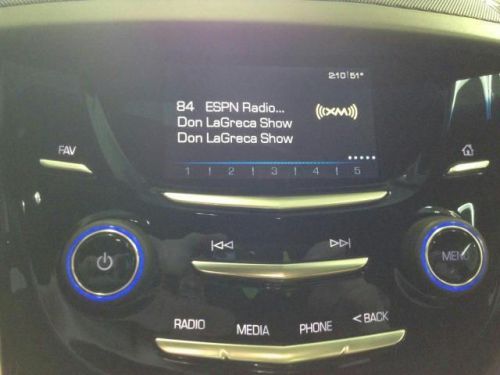 2:10 51°
84 ESPN Radio... XM
Don LaGreca Show
Don LaGreca Show
FAV
1 2 3 4 5
MENU
RADIO MEDIA PHONE <BACK